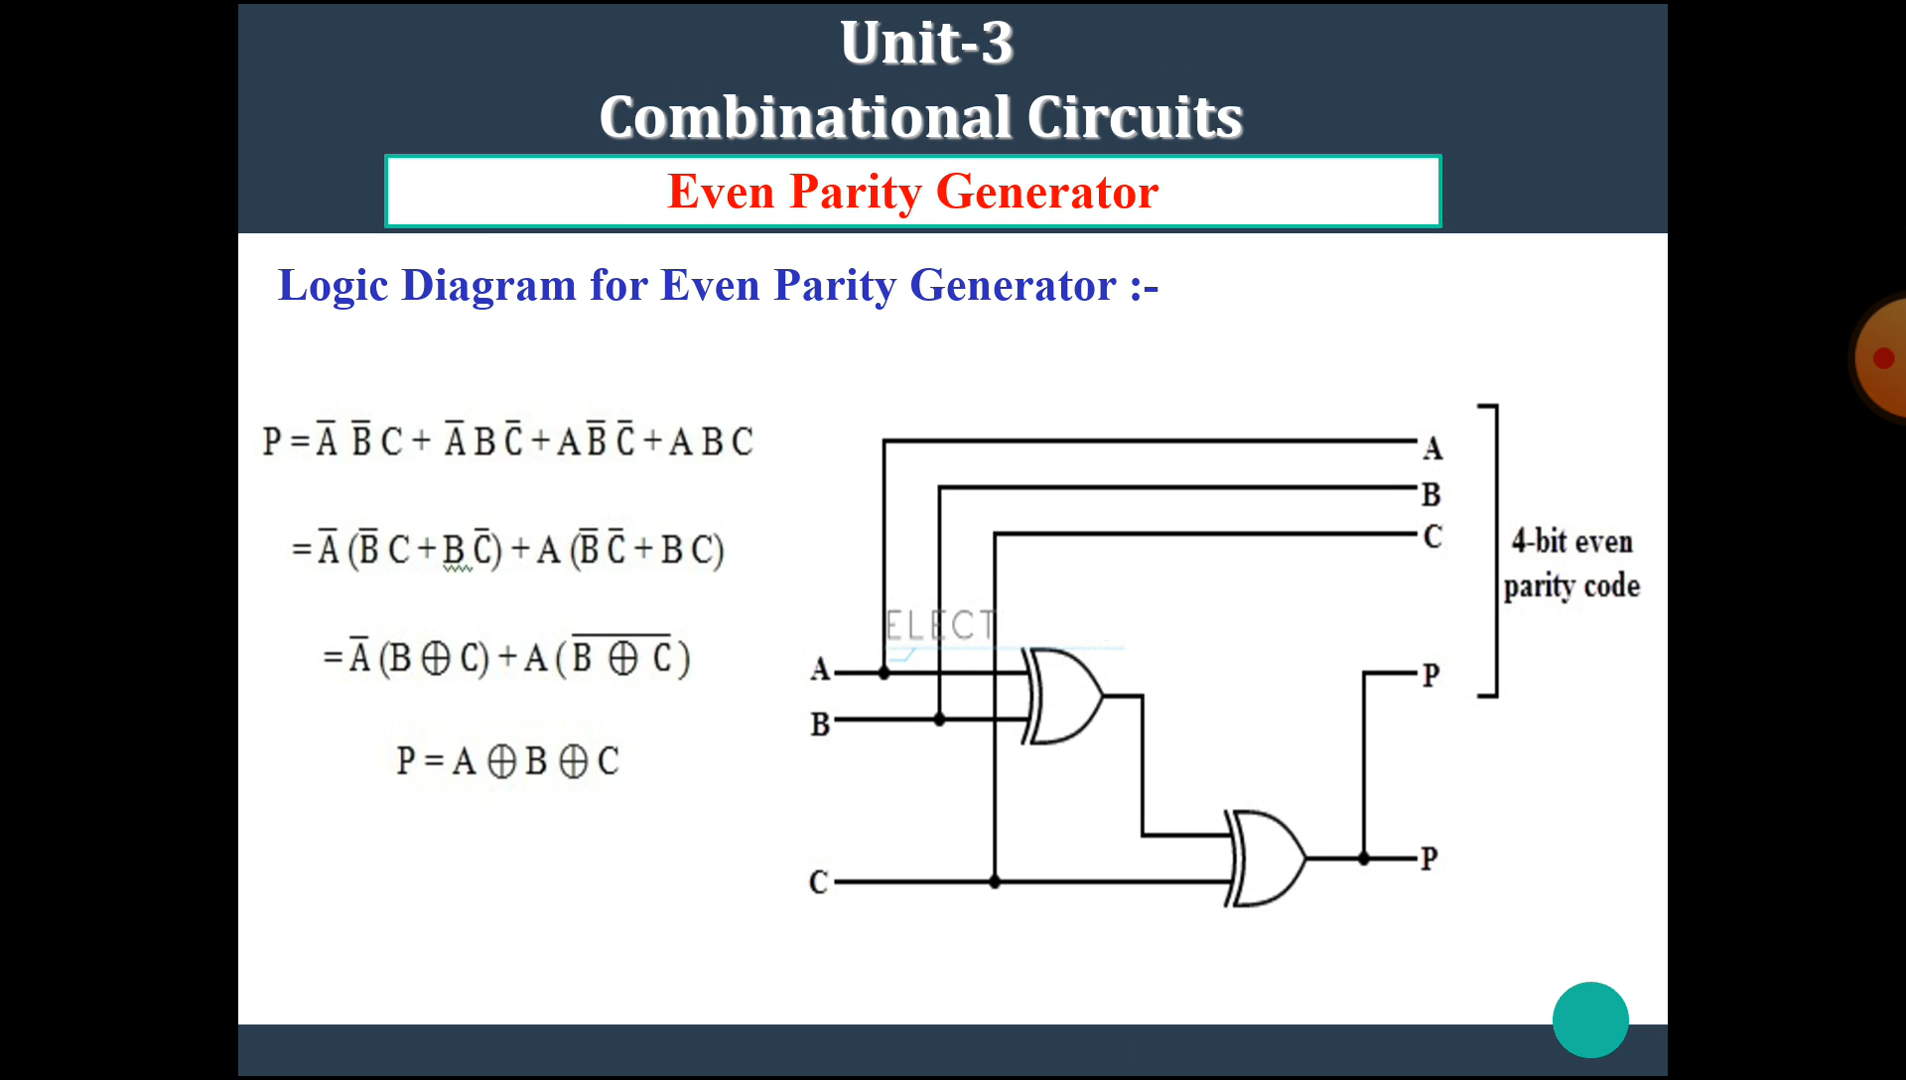 Unit-3
Combinational Circuits
Even Parity Generator
Logic Diagram for Even Parity Generator :-
P = A̅ B̅ C + A̅ B C̅ + A B̅ C̅ + A B C
= A̅ (B̅ C + B C̅) + A (B̅ C̅ + B C)
= A̅ (B ⊕ C) + A ( B̅ ⊕̅ C̅ )
P = A ⊕ B ⊕ C
A
B
C
4-bit even
parity code
ELECT
A
P
B
P
C